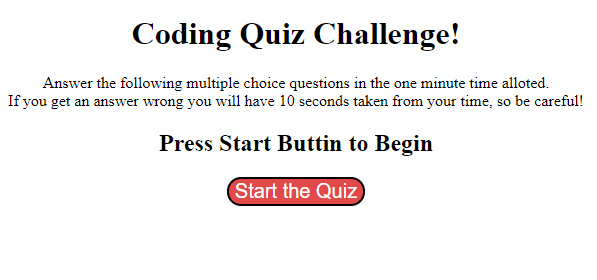 Coding Quiz Challenge!
Answer the following multiple choice questions in the one minute time alloted.
If you get an answer wrong you will have 10 seconds taken from your time, so be careful!
Press Start Buttin to Begin
Start the Quiz